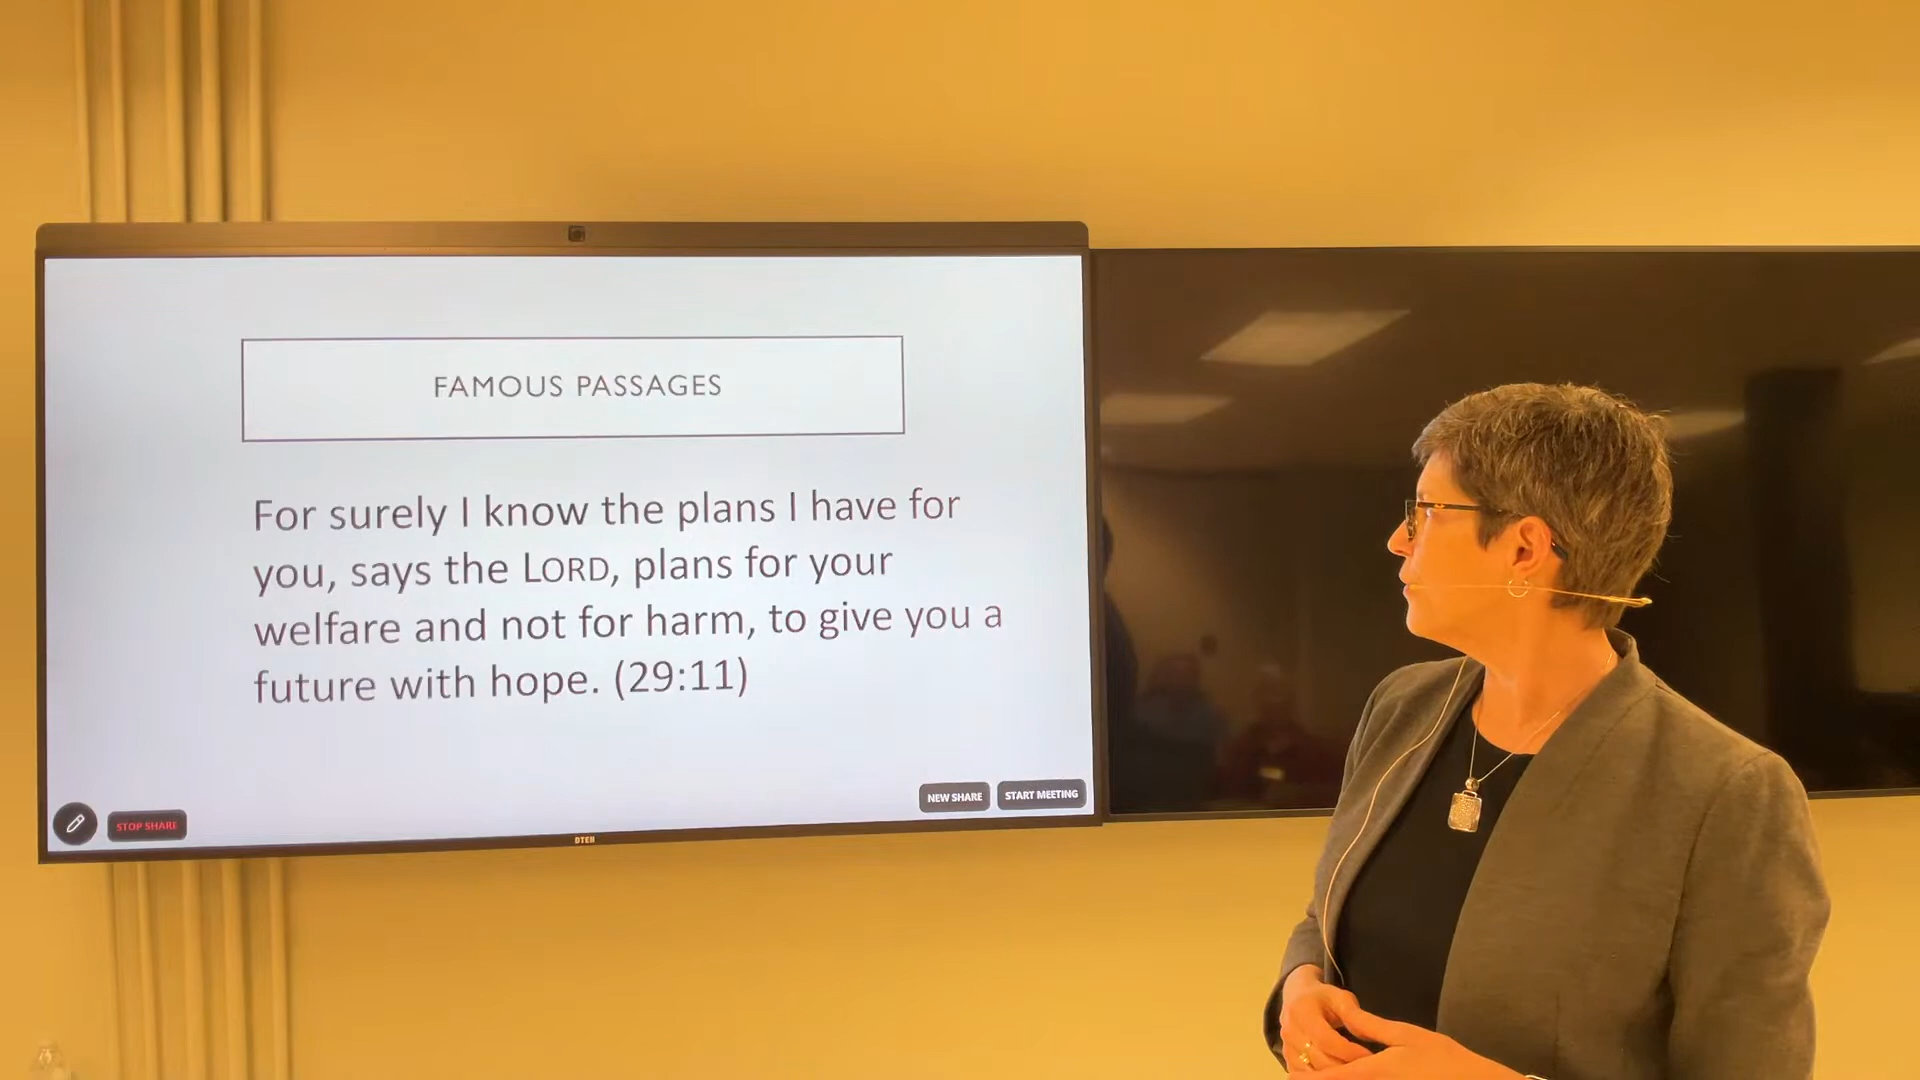 FAMOUS PASSAGES
For surely I know the plans I have for
you, says the LORD, plans for your
welfare and not for harm, to give you a
future with hope. (29:11)
NEW SHARE
START MEETING
STOP SHARE
DTEN